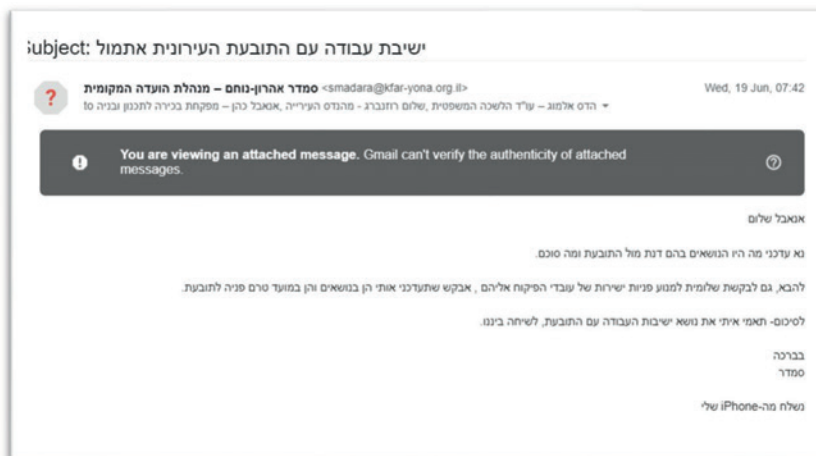 Subject: ישיבת עבודה עם התובעת העירונית אתמול
סמדר אהרון-נוחם – מנהלת הועדה המקומית <smadara@kfar-yona.org.il>
Wed, 19 Jun, 07:42
to הדס אלמוג – עו"ד הלשכה המשפטית, שלום רוזנברג - מהנדס העירייה, אנאבל כהן – מפקחת בכירה לתכנון ובניה
You are viewing an attached message. Gmail can't verify the authenticity of attached
messages.
אנאבל שלום
נא עדכני מה היו הנושאים בהם דנת מול התובעת ומה סוכם.
להבא, גם לבקשת שלומית למנוע פניות ישירות של עובדי הפיקוח אליהם , אבקש שתעדכני אותי הן בנושאים והן במועד טרם פניה לתובעת.
לסיכום- תאמי איתי את נושא ישיבות העבודה עם התובעת, לשיחה ביננו.
בברכה
סמדר
נשלח מה-iPhone שלי